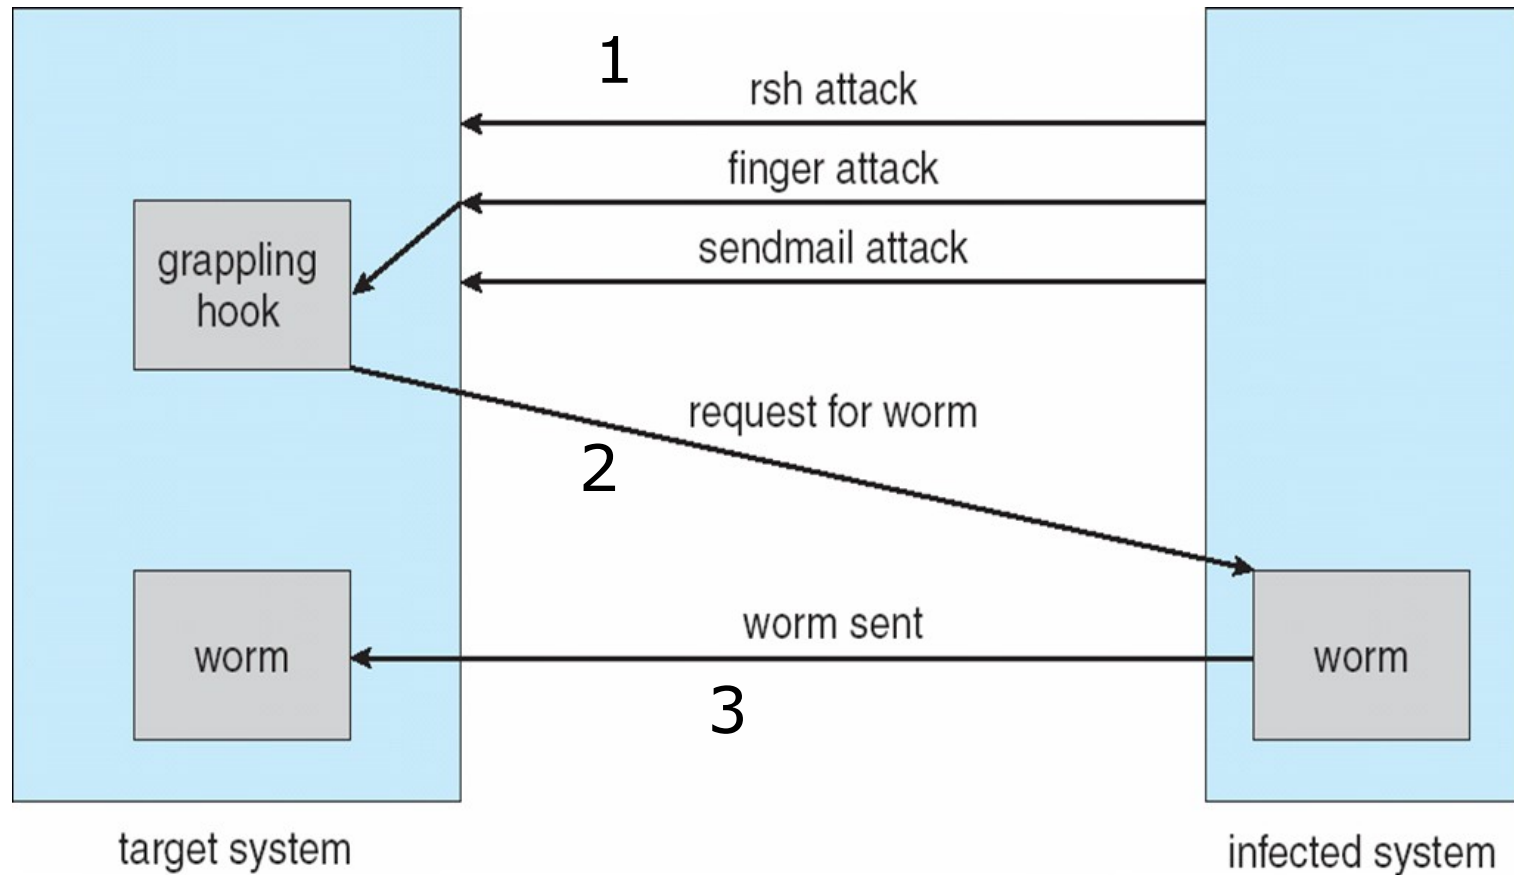 1
rsh attack
finger attack
sendmail attack
grappling
hook
request for worm
2
worm sent
worm
worm
3
target system
infected system